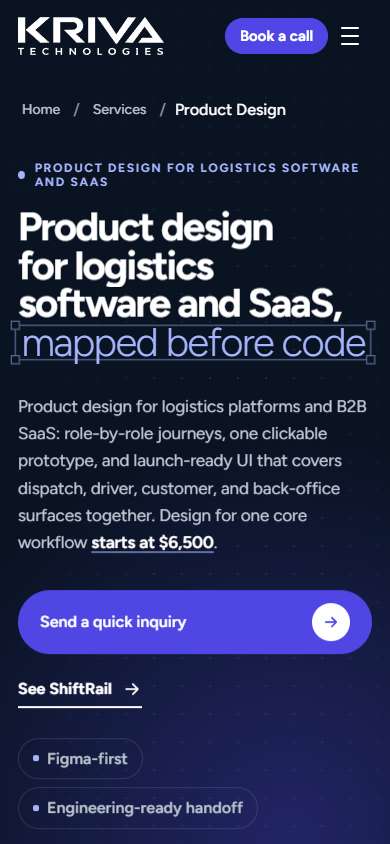 KRIVA
TECHNOLOGIES
Book a call
Home / Services / Product Design
PRODUCT DESIGN FOR LOGISTICS SOFTWARE
AND SAAS
Product design
for logistics
software and SaaS,
mapped before code
Product design for logistics platforms and B2B
SaaS: role-by-role journeys, one clickable
prototype, and launch-ready UI that covers
dispatch, driver, customer, and back-office
surfaces together. Design for one core
workflow starts at $6,500.
Send a quick inquiry
See ShiftRail
Figma-first
Engineering-ready handoff